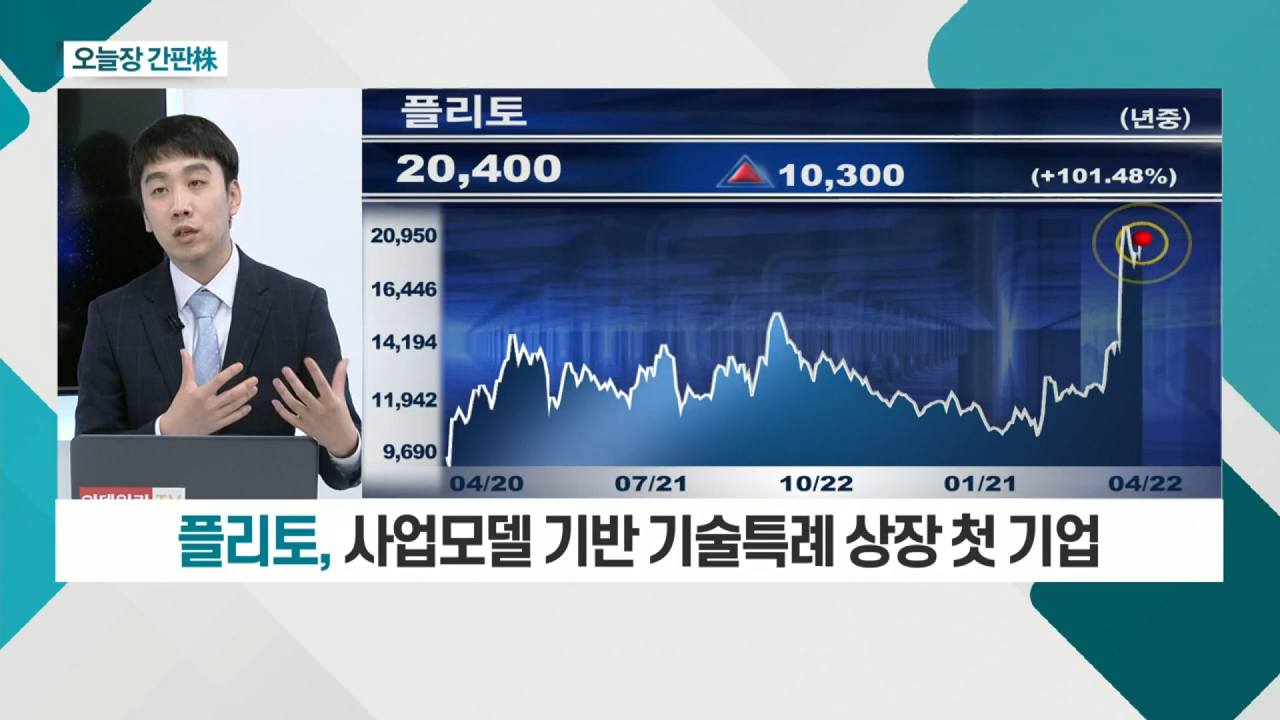 오늘장 간판株
플리토
(년중)
20,400
10,300
(+101.48%)
20,950
16,446
14,194
11,942
9,690
04/20
07/21
10/22
01/21
04/22
TV
플리토, 사업모델 기반 기술특례 상장 첫 기업